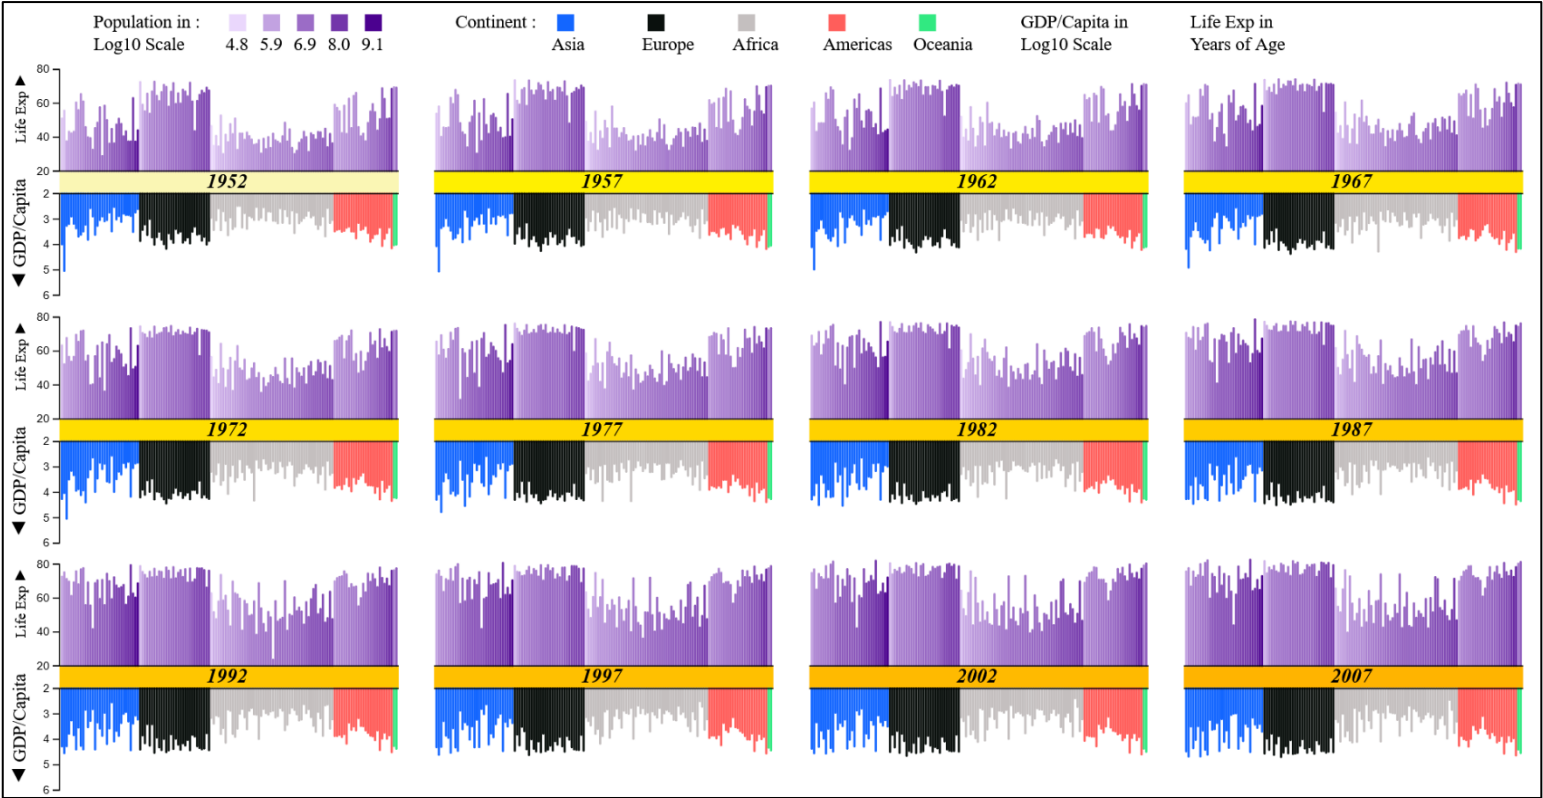 Population in :
Log10 Scale
4.8 5.9 6.9 8.0 9.1
Continent :
Asia Europe Africa Americas Oceania
GDP/Capita in
Log10 Scale
Life Exp in
Years of Age
Life Exp ▶
80
60
40
20
1952 1957 1962 1967
◀ GDP/Capita
2
3
4
5
6
Life Exp ▶
80
60
40
20
1972 1977 1982 1987
◀ GDP/Capita
2
3
4
5
6
Life Exp ▶
80
60
40
20
1992 1997 2002 2007
◀ GDP/Capita
2
3
4
5
6